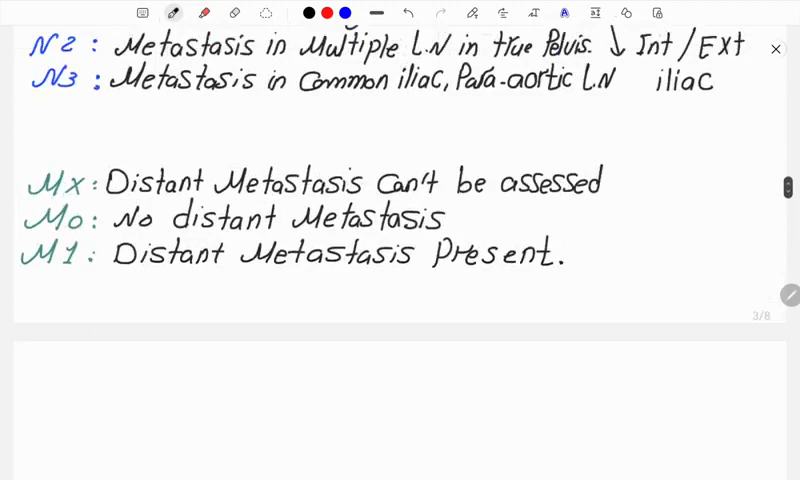 N2 : Metastasis in Multiple L.N in true Pelvis. ↓ Int / Ext
N3 : Metastasis in Common iliac, Para-aortic L.N iliac
Mx : Distant Metastasis Can't be assessed
Mo : No distant Metastasis
M1 : Distant Metastasis Present.
3/8